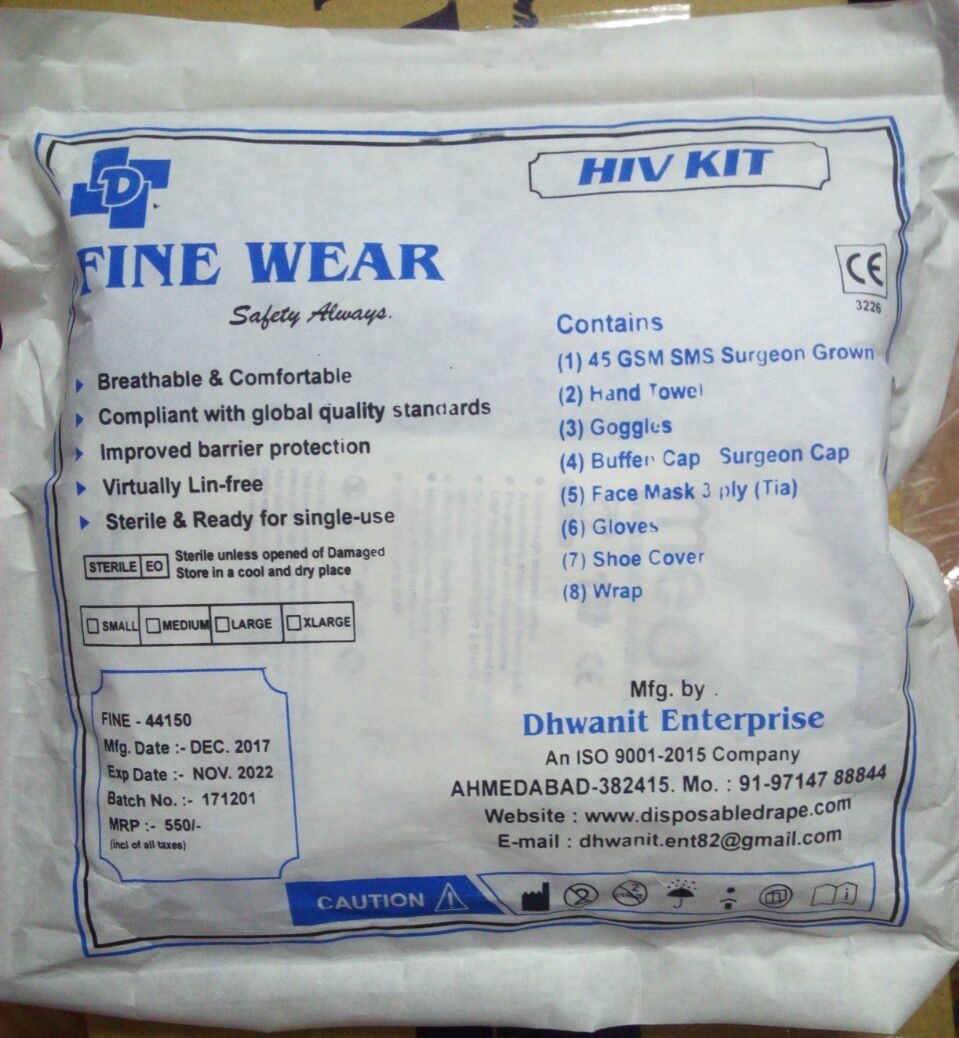 HIV KIT
D
FINE WEAR
Safety Always.
CE
3226
Breathable & Comfortable
Compliant with global quality standards
Improved barrier protection
Virtually Lin-free
Sterile & Ready for single-use
STERILE EO
Sterile unless opened of Damaged
Store in a cool and dry place
SMALL MEDIUM LARGE XLARGE
Contains
(1) 45 GSM SMS Surgeon Grown
(2) Hand Towel
(3) Goggles
(4) Buffer Cap Surgeon Cap
(5) Face Mask 3 ply (Tia)
(6) Gloves
(7) Shoe Cover
(8) Wrap
FINE - 44150
Mfg. Date :- DEC. 2017
Exp Date :- NOV. 2022
Batch No. :- 171201
MRP :- 550/-
(incl of all taxes)
Mfg. by .
Dhwanit Enterprise
An ISO 9001-2015 Company
AHMEDABAD-382415. Mo. : 91-97147 88844
Website : www.disposabledrape.com
E-mail : dhwanit.ent82@gmail.com
CAUTION